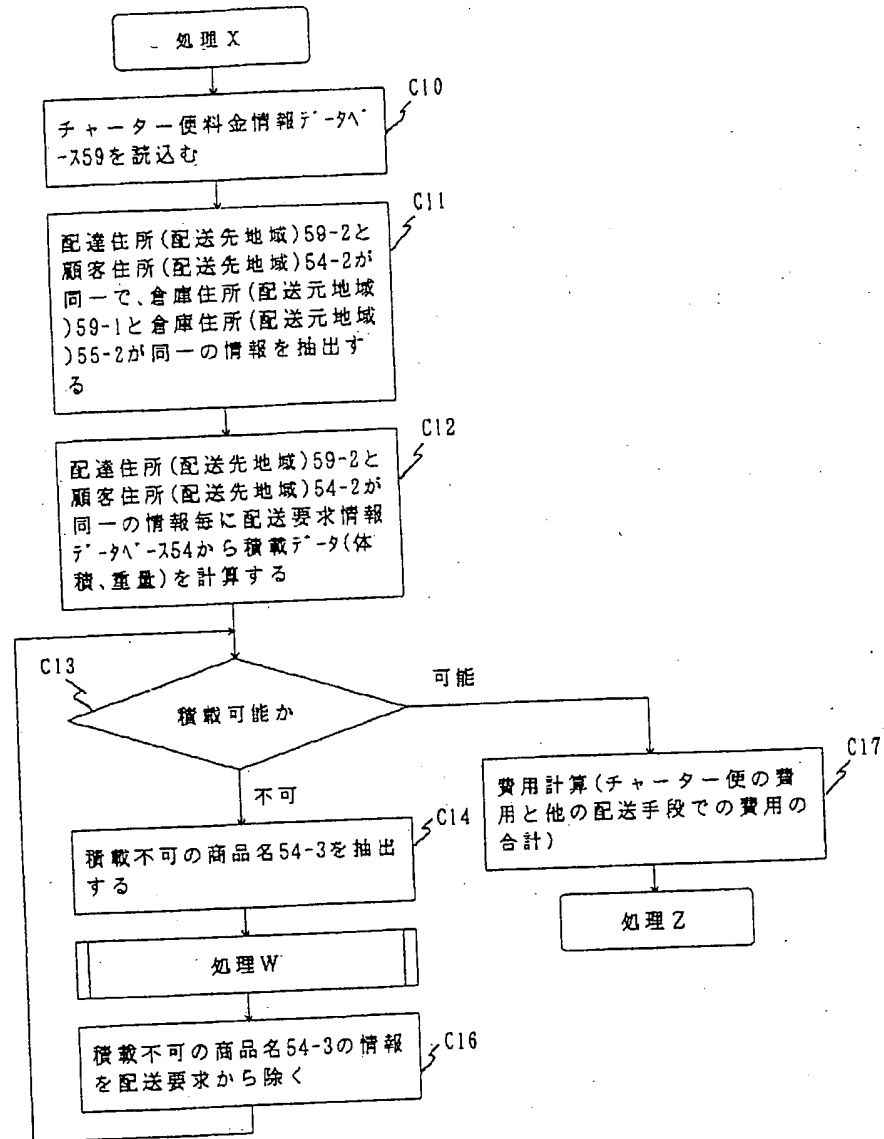 処理X
C10
チャーター便料金情報データベ
ース59を読込む
C11
配達住所(配送先地域)59-2と
顧客住所(配送先地域)54-2が
同一で、倉庫住所(配送元地域
)59-1と倉庫住所(配送元地域
)55-2が同一の情報を抽出す
る
C12
配達住所(配送先地域)59-2と
顧客住所(配送先地域)54-2が
同一の情報毎に配送要求情報
データベース54から積載データ(体
積、重量)を計算する
C13
積載可能か
可能
不可
C17
費用計算(チャーター便の費
用と他の配送手段での費用の
合計)
処理Z
C14
積載不可の商品名54-3を抽出
する
処理W
C16
積載不可の商品名54-3の情報
を配送要求から除く